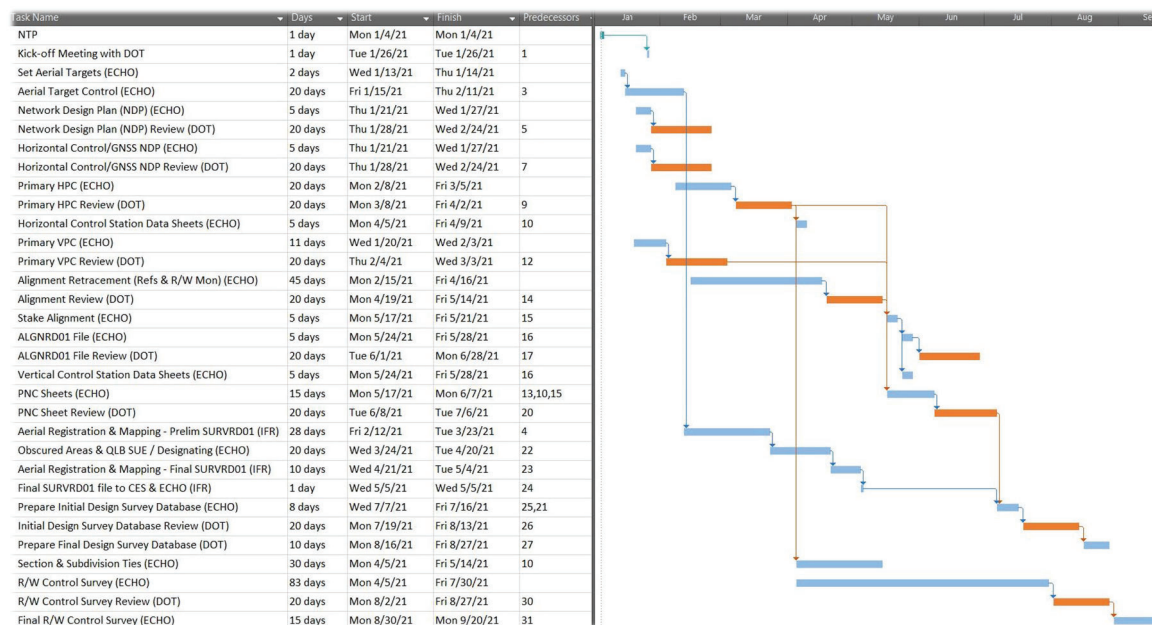 Task Name Days Start Finish Predecessors Jan Feb Mar Apr May Jun Jul Aug
NTP 1 day Mon 1/4/21 Mon 1/4/21
Kick-off Meeting with DOT 1 day Tue 1/26/21 Tue 1/26/21 1
Set Aerial Targets (ECHO) 2 days Wed 1/13/21 Thu 1/14/21
Aerial Target Control (ECHO) 20 days Fri 1/15/21 Thu 2/11/21 3
Network Design Plan (NDP) (ECHO) 5 days Thu 1/21/21 Wed 1/27/21
Network Design Plan (NDP) Review (DOT) 20 days Thu 1/28/21 Wed 2/24/21 5
Horizontal Control/GNSS NDP (ECHO) 5 days Thu 1/21/21 Wed 1/27/21
Horizontal Control/GNSS NDP Review (DOT) 20 days Thu 1/28/21 Wed 2/24/21 7
Primary HPC (ECHO) 20 days Mon 2/8/21 Fri 3/5/21
Primary HPC Review (DOT) 20 days Mon 3/8/21 Fri 4/2/21 9
Horizontal Control Station Data Sheets (ECHO) 5 days Mon 4/5/21 Fri 4/9/21 10
Primary VPC (ECHO) 11 days Wed 1/20/21 Wed 2/3/21
Primary VPC Review (DOT) 20 days Thu 2/4/21 Wed 3/3/21 12
Alignment Retracement (Refs & R/W Mon) (ECHO) 45 days Mon 2/15/21 Fri 4/16/21
Alignment Review (DOT) 20 days Mon 4/19/21 Fri 5/14/21 14
Stake Alignment (ECHO) 5 days Mon 5/17/21 Fri 5/21/21 15
ALGNRD01 File (ECHO) 5 days Mon 5/24/21 Fri 5/28/21 16
ALGNRD01 File Review (DOT) 20 days Tue 6/1/21 Mon 6/28/21 17
Vertical Control Station Data Sheets (ECHO) 5 days Mon 5/24/21 Fri 5/28/21 16
PNC Sheets (ECHO) 15 days Mon 5/17/21 Mon 6/7/21 13,10,15
PNC Sheet Review (DOT) 20 days Tue 6/8/21 Tue 7/6/21 20
Aerial Registration & Mapping - Prelim SURVRD01 (IFR) 28 days Fri 2/12/21 Tue 3/23/21 4
Obscured Areas & QLB SUE / Designating (ECHO) 20 days Wed 3/24/21 Tue 4/20/21 22
Aerial Registration & Mapping - Final SURVRD01 (IFR) 10 days Wed 4/21/21 Tue 5/4/21 23
Final SURVRD01 file to CES & ECHO (IFR) 1 day Wed 5/5/21 Wed 5/5/21 24
Prepare Initial Design Survey Database (ECHO) 8 days Wed 7/7/21 Fri 7/16/21 25,21
Initial Design Survey Database Review (DOT) 20 days Mon 7/19/21 Fri 8/13/21 26
Prepare Final Design Survey Database (DOT) 10 days Mon 8/16/21 Fri 8/27/21 27
Section & Subdivision Ties (ECHO) 30 days Mon 4/5/21 Fri 5/14/21 10
R/W Control Survey (ECHO) 83 days Mon 4/5/21 Fri 7/30/21
R/W Control Survey Review (DOT) 20 days Mon 8/2/21 Fri 8/27/21 30
Final R/W Control Survey (ECHO) 15 days Mon 8/30/21 Mon 9/20/21 31